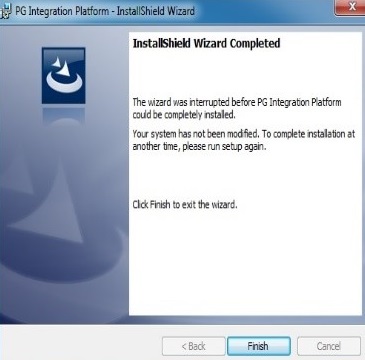 PG Integration Platform - InstallShield Wizard
InstallShield Wizard Completed
The wizard was interrupted before PG Integration Platform
could be completely installed.
Your system has not been modified. To complete installation at
another time, please run setup again.
Click Finish to exit the wizard.
< Back Finish Cancel